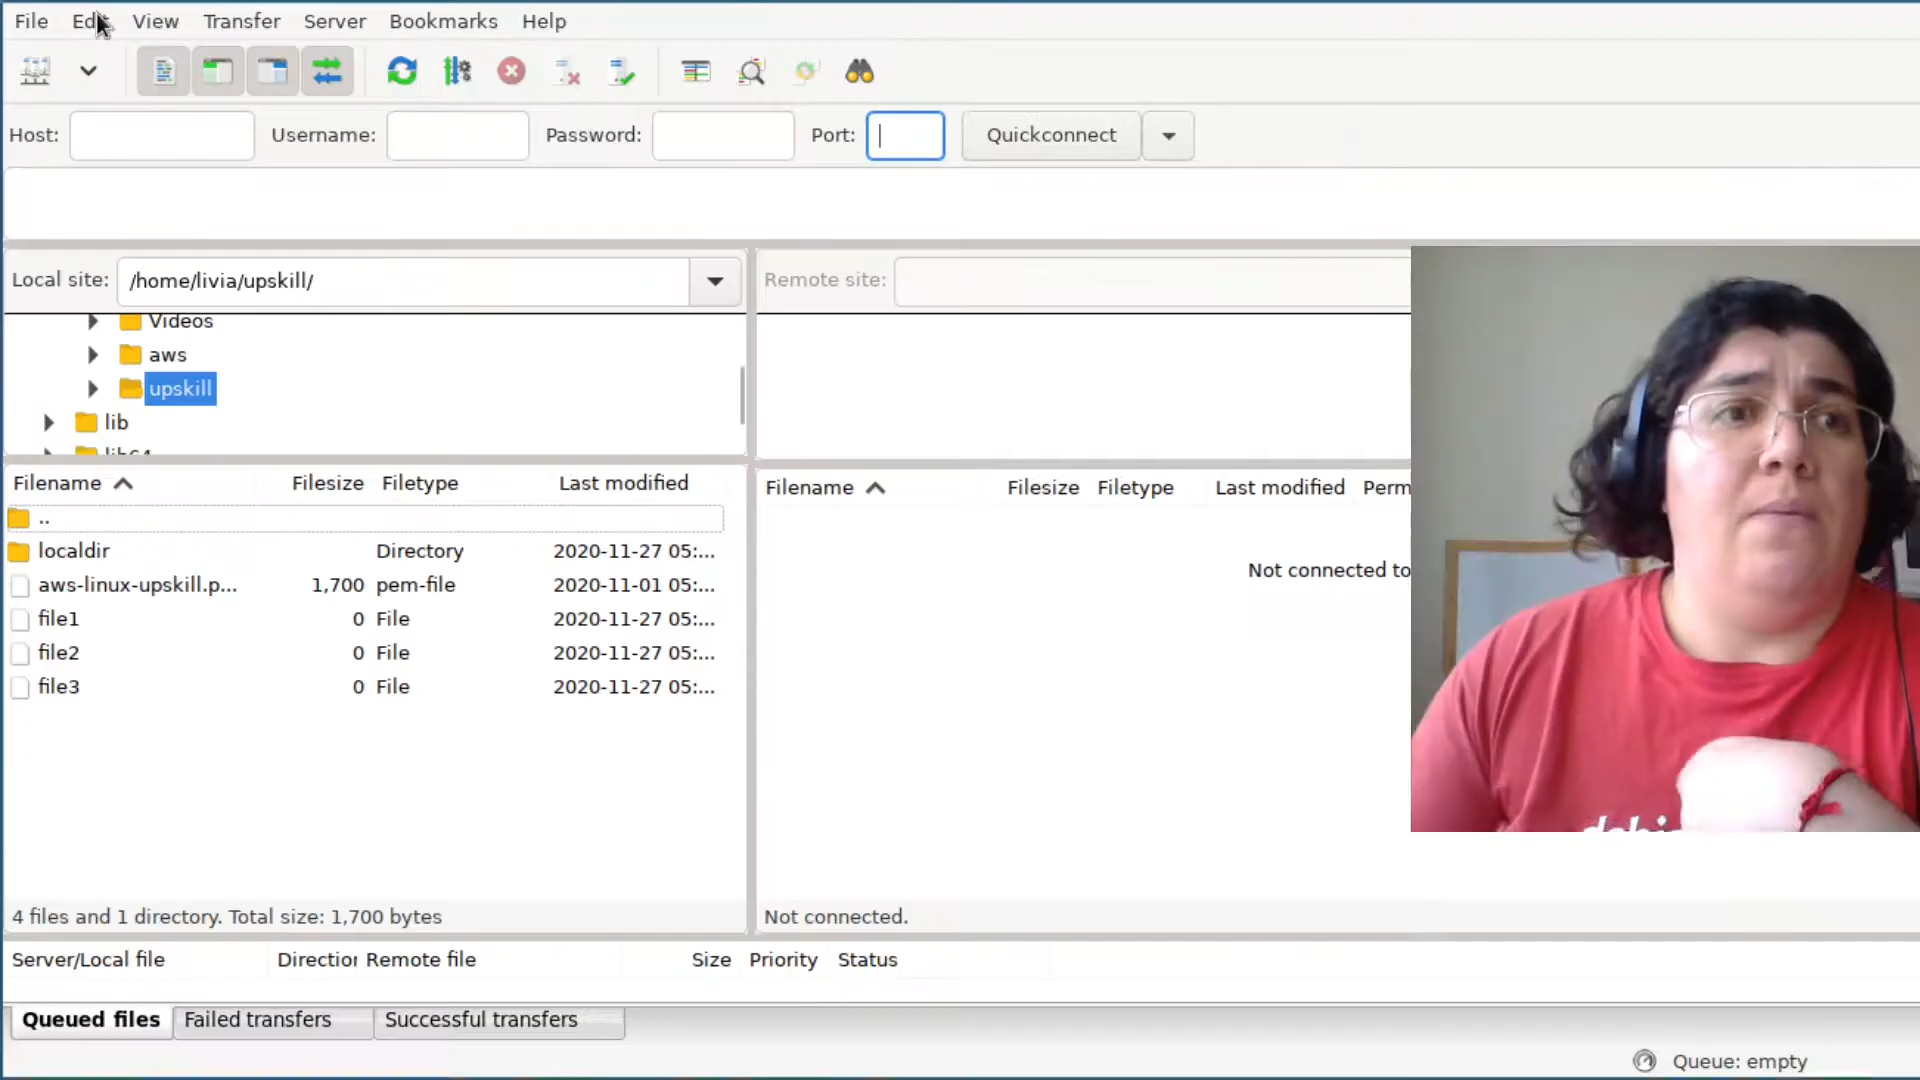 File Edit View Transfer Server Bookmarks Help
Host: Username: Password: Port: Quickconnect
Local site: /home/livia/upskill/ Remote site:
Videos
aws
upskill
lib
lib64
Filename Filesize Filetype Last modified
..
localdir Directory 2020-11-27 05:...
aws-linux-upskill.p... 1,700 pem-file 2020-11-01 05:...
file1 0 File 2020-11-27 05:...
file2 0 File 2020-11-27 05:...
file3 0 File 2020-11-27 05:...
4 files and 1 directory. Total size: 1,700 bytes
Filename Filesize Filetype Last modified Perm
Not connected to
Not connected.
Server/Local file Direction Remote file Size Priority Status
Queued files Failed transfers Successful transfers
Queue: empty